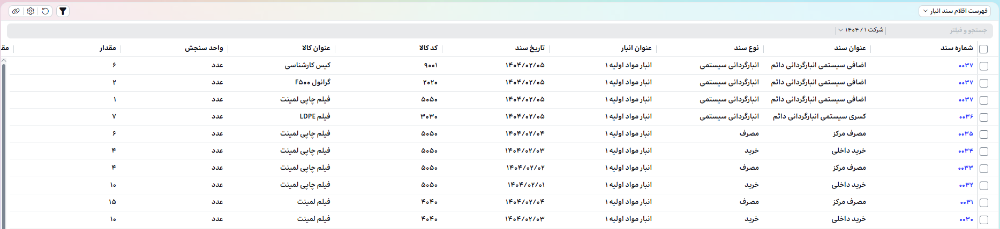 فهرست اقلام سند انبار
جستجو و فیلتر شرکت ۱ / ۱۴۰۴
شماره سند عنوان سند نوع سند عنوان انبار تاریخ سند کد کالا عنوان کالا واحد سنجش مقدار مقد
۰۰۳۷ اضافی سیستمی انبارگردانی دائم انبارگردانی سیستمی انبار مواد اولیه ۱ ۱۴۰۴/۰۲/۰۵ ۹۰۰۱ کیس کارشناسی عدد ۶
۰۰۳۷ اضافی سیستمی انبارگردانی دائم انبارگردانی سیستمی انبار مواد اولیه ۱ ۱۴۰۴/۰۲/۰۵ ۲۰۲۰ گرانول F۵۰۰ عدد ۲
۰۰۳۷ اضافی سیستمی انبارگردانی دائم انبارگردانی سیستمی انبار مواد اولیه ۱ ۱۴۰۴/۰۲/۰۵ ۵۰۵۰ فیلم چاپی لمینت عدد ۱
۰۰۳۶ کسری سیستمی انبارگردانی دائم انبارگردانی سیستمی انبار مواد اولیه ۱ ۱۴۰۴/۰۲/۰۵ ۳۰۳۰ فیلم LDPE عدد ۷
۰۰۳۵ مصرف مرکز مصرف انبار مواد اولیه ۱ ۱۴۰۴/۰۲/۰۴ ۵۰۵۰ فیلم چاپی لمینت عدد ۶
۰۰۳۴ خرید داخلی خرید انبار مواد اولیه ۱ ۱۴۰۴/۰۲/۰۳ ۵۰۵۰ فیلم چاپی لمینت عدد ۴
۰۰۳۳ مصرف مرکز مصرف انبار مواد اولیه ۱ ۱۴۰۴/۰۲/۰۲ ۵۰۵۰ فیلم چاپی لمینت عدد ۴
۰۰۳۲ خرید داخلی خرید انبار مواد اولیه ۱ ۱۴۰۴/۰۲/۰۱ ۵۰۵۰ فیلم چاپی لمینت عدد ۱۰
۰۰۳۱ مصرف مرکز مصرف انبار مواد اولیه ۱ ۱۴۰۴/۰۲/۰۴ ۴۰۴۰ فیلم لمینت عدد ۱۵
۰۰۳۰ خرید داخلی خرید انبار مواد اولیه ۱ ۱۴۰۴/۰۲/۰۳ ۴۰۴۰ فیلم لمینت عدد ۱۰